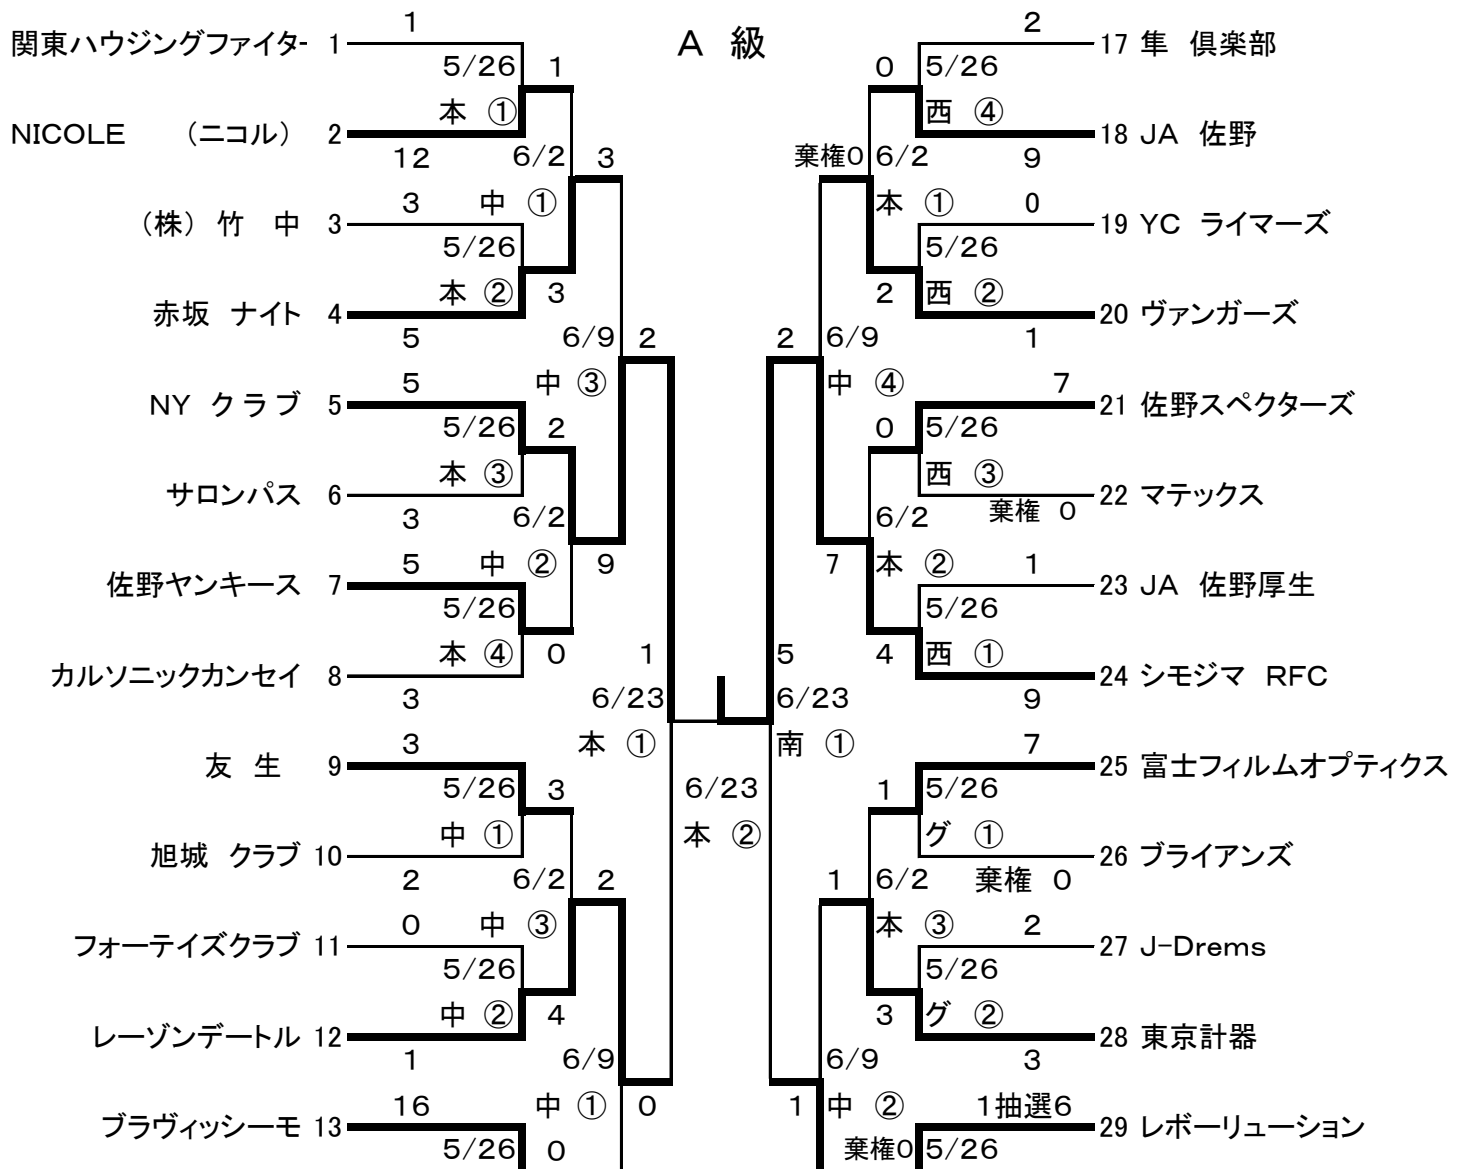 A 級
1
関東ハウジングファイター 1
5/26
1
本 ①
NICOLE （ニコル） 2
12
6/2
3
3
中 ①
（株） 竹 中 3
5/26
本 ②
3
赤坂 ナイト 4
5
6/9
2
5
中 ③
NY クラブ 5
5/26
2
本 ③
サロンパス 6
3
6/2
5
中 ②
9
佐野ヤンキース 7
5/26
本 ④
0
1
カルソニックカンセイ 8
3
6/23
3
本 ①
友 生 9
5/26
3
中 ①
旭城 クラブ 10
2
6/2
2
0
中 ③
フォーテイズクラブ 11
5/26
中 ②
4
レーゾンデートル 12
1
6/9
16
中 ①
0
ブラヴィッシーモ 13
5/26
0
6/23
本 ②
2
17 隼 倶楽部
0
5/26
西 ④
18 JA 佐野
棄権0
6/2
9
本 ①
0
19 YC ライマーズ
5/26
2
西 ②
20 ヴァンガーズ
2
6/9
1
中 ④
7
21 佐野スペクターズ
0
5/26
西 ③
22 マテックス
6/2
棄権 0
7
本 ②
1
23 JA 佐野厚生
5/26
5
4
西 ①
24 シモジマ RFC
6/23
9
南 ①
7
25 富士フィルムオプティクス
1
5/26
グ ①
26 ブライアンズ
1
6/2
棄権 0
本 ③
2
27 J-Drems
5/26
3
グ ②
28 東京計器
6/9
3
1
中 ②
1抽選6
29 レボーリューション
棄権0
5/26